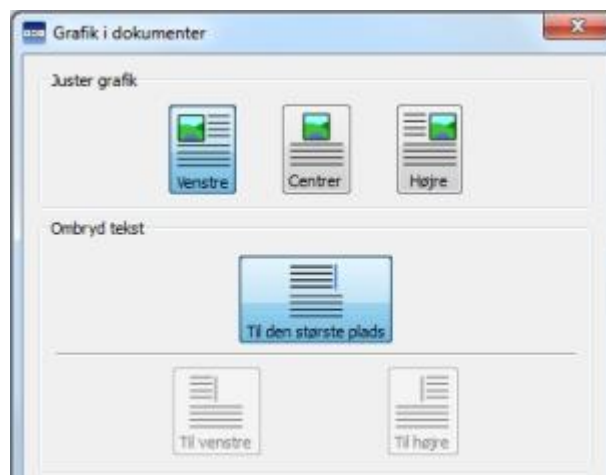 Grafik i dokumenter
Juster grafik
Venstre Centrer Højre
Ombryd tekst
Til den største plads
Til venstre Til højre